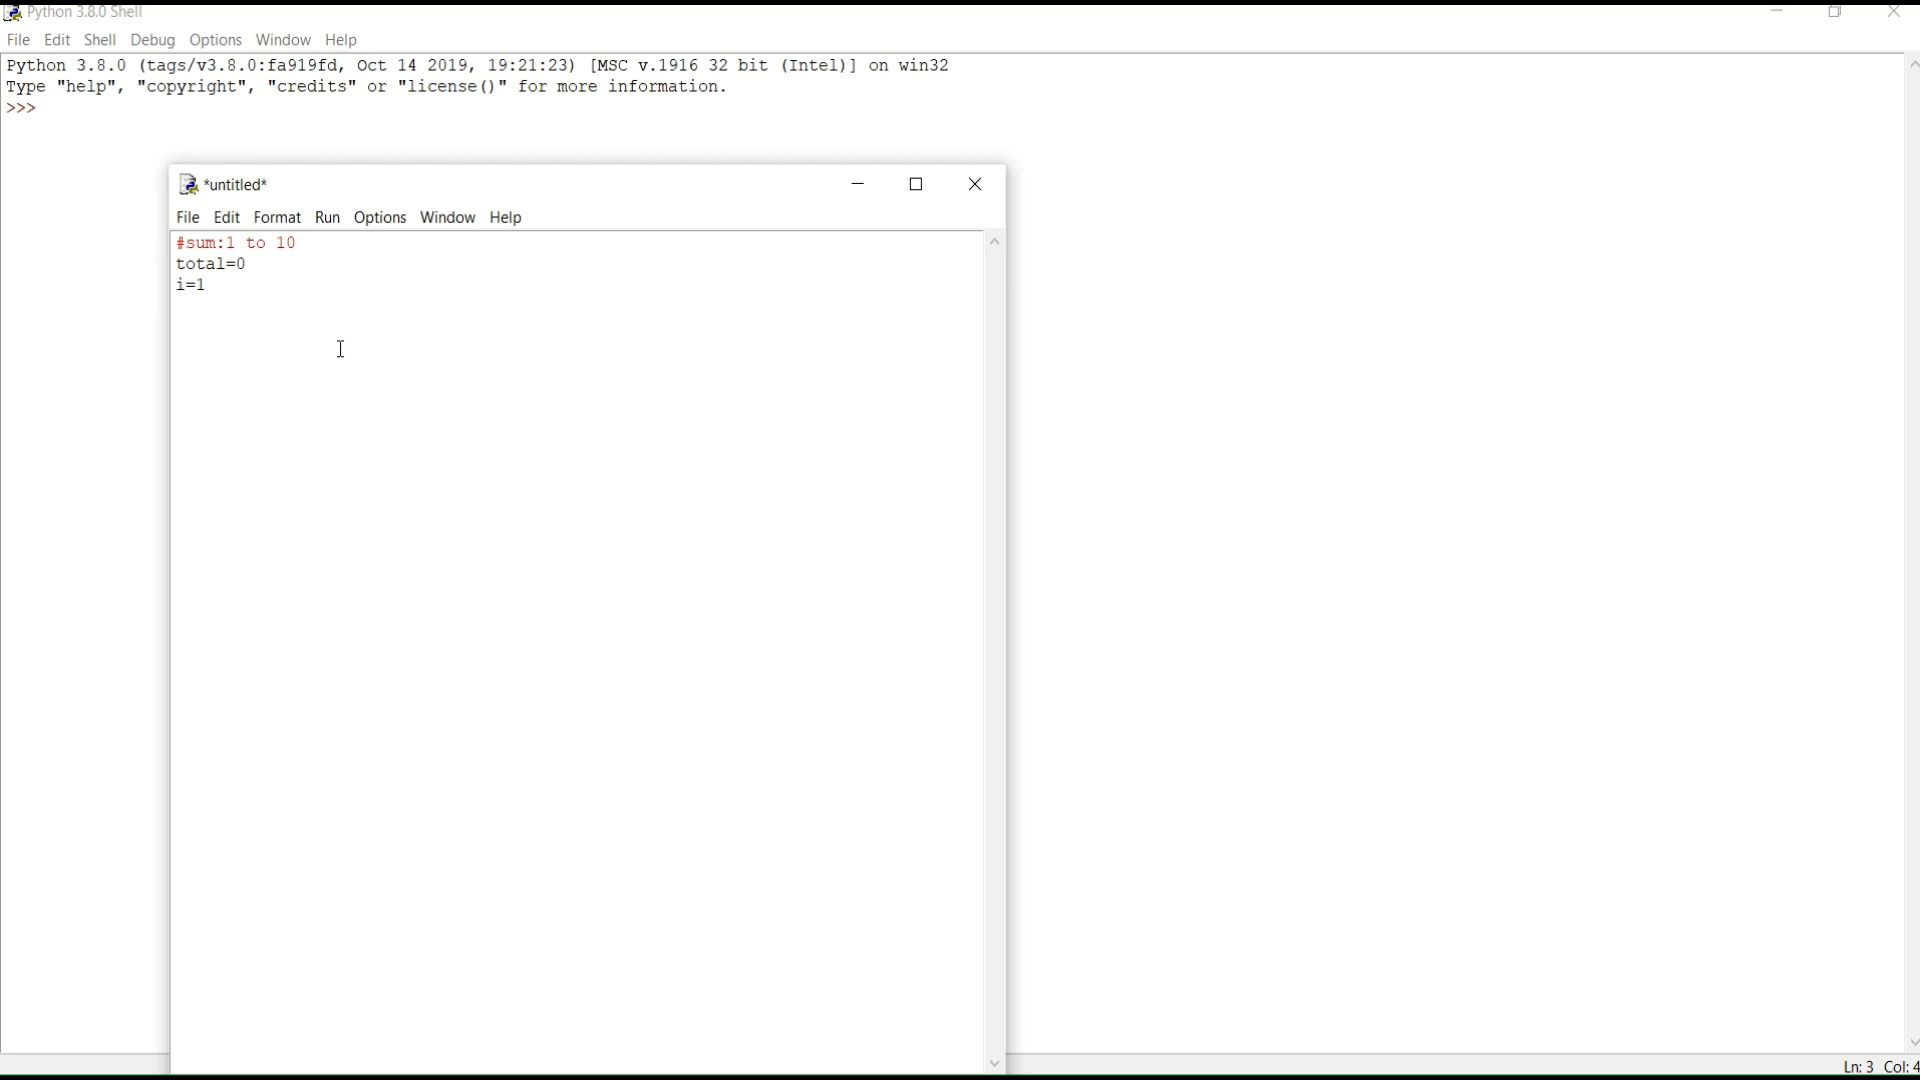 Python 3.8.0 Shell
File Edit Shell Debug Options Window Help
Python 3.8.0 (tags/v3.8.0:fa919fd, Oct 14 2019, 19:21:23) [MSC v.1916 32 bit (Intel)] on win32
Type "help", "copyright", "credits" or "license()" for more information.
>>>
*untitled*
File Edit Format Run Options Window Help
#sum:1 to 10
total=0
i=1
Ln: 3 Col: 4